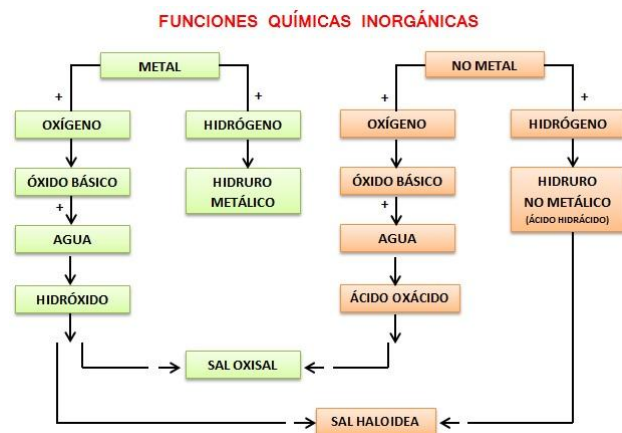 FUNCIONES QUÍMICAS INORGÁNICAS
METAL
NO METAL
+
+
+
+
OXÍGENO
HIDRÓGENO
OXÍGENO
HIDRÓGENO
ÓXIDO BÁSICO
HIDRURO
METÁLICO
ÓXIDO BÁSICO
HIDRURO
NO METÁLICO
(ÁCIDO HIDRÁCIDO)
+
+
AGUA
AGUA
HIDRÓXIDO
ÁCIDO OXÁCIDO
SAL OXISAL
SAL HALOIDEA